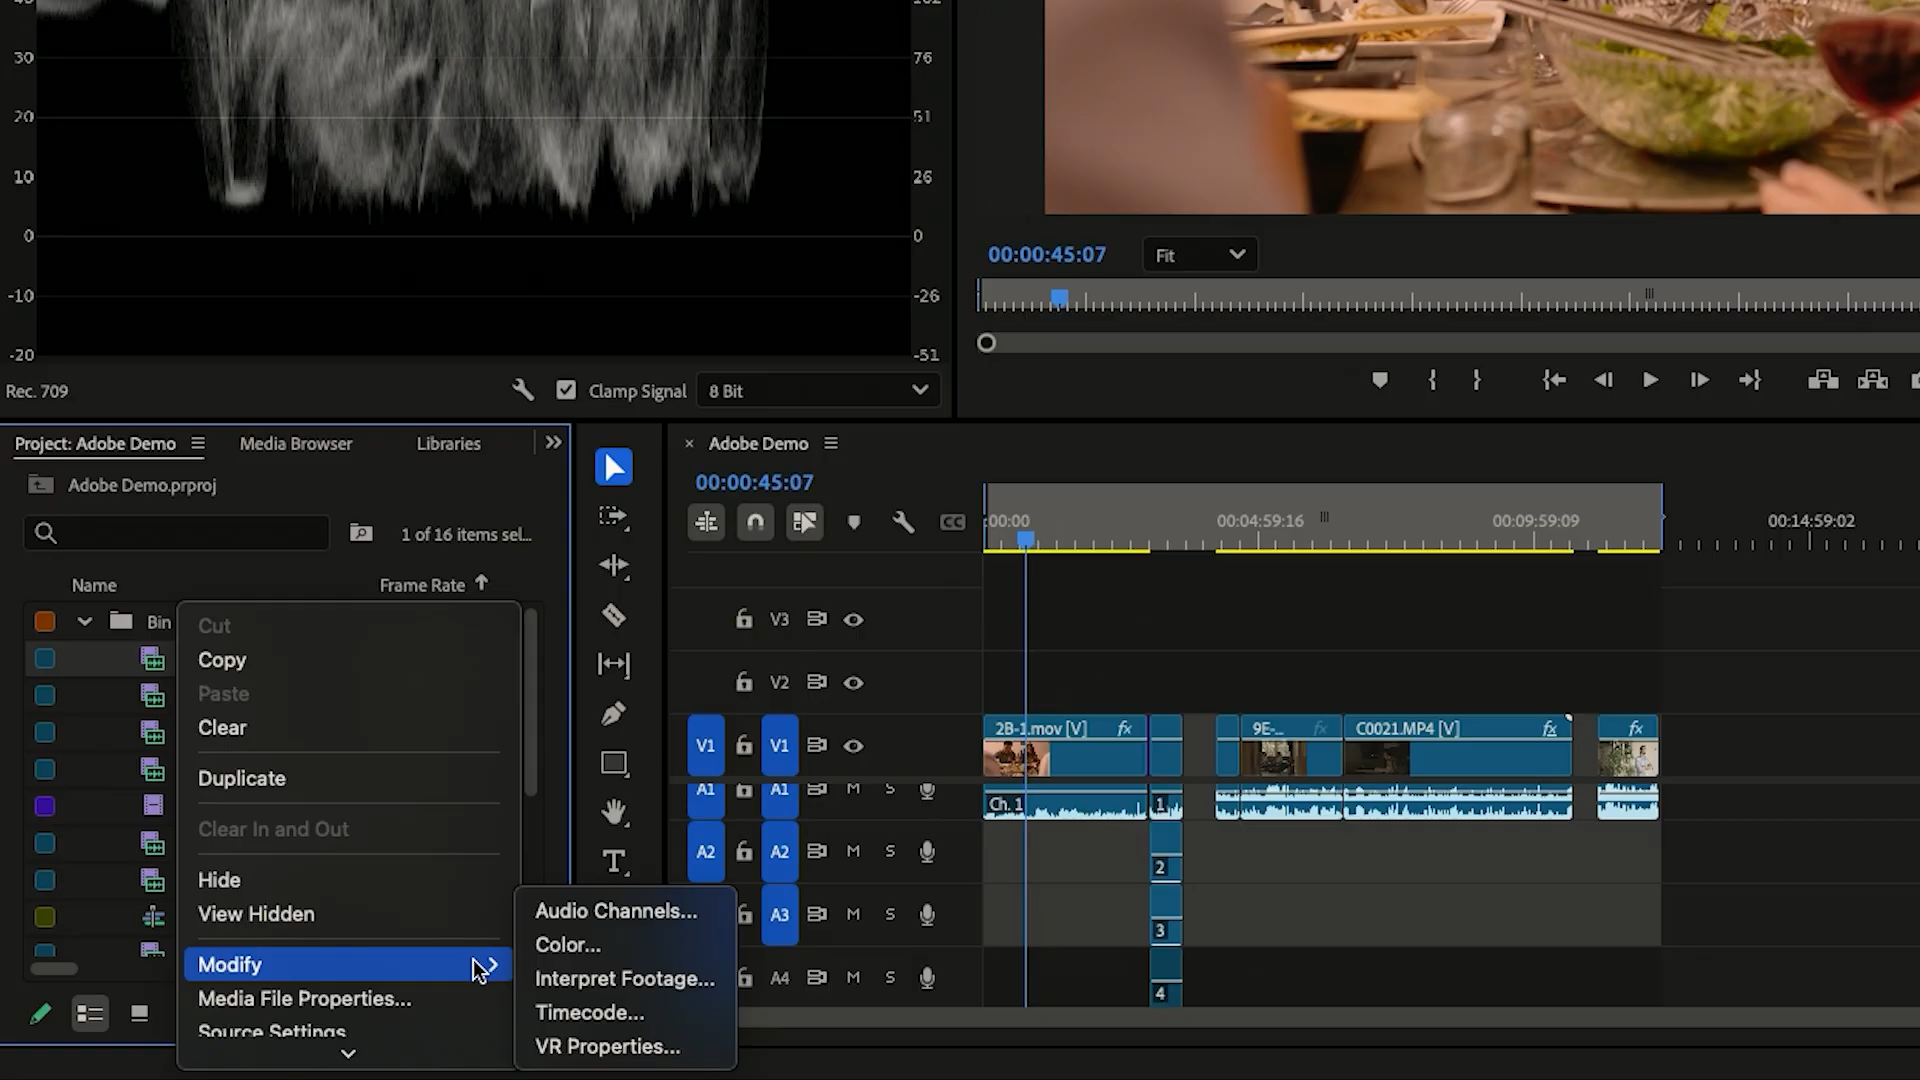 30
76
20
51
10
26
0
0
-10
-26
-20
-51
Rec. 709
Clamp Signal
8 Bit
00:00:45:07
Fit
Project: Adobe Demo
Media Browser
Libraries
Adobe Demo.prproj
1 of 16 items sel...
Name
Frame Rate
Bin
Cut
Copy
Paste
Clear
Duplicate
Clear In and Out
Hide
View Hidden
Modify
Media File Properties...
Source Settings
Audio Channels...
Color...
Interpret Footage...
Timecode...
VR Properties...
T
Adobe Demo
00:00:45:07
CC
:00:00
00:04:59:16
00:09:59:09
00:14:59:02
V3
V2
V1
V1
2B-1.mov [V]
fx
9E-...
fx
C0021.MP4 [V]
fx
fx
A1
A1
M
S
Ch. 1
1
A2
A2
M
S
2
A3
M
S
3
A4
M
S
4